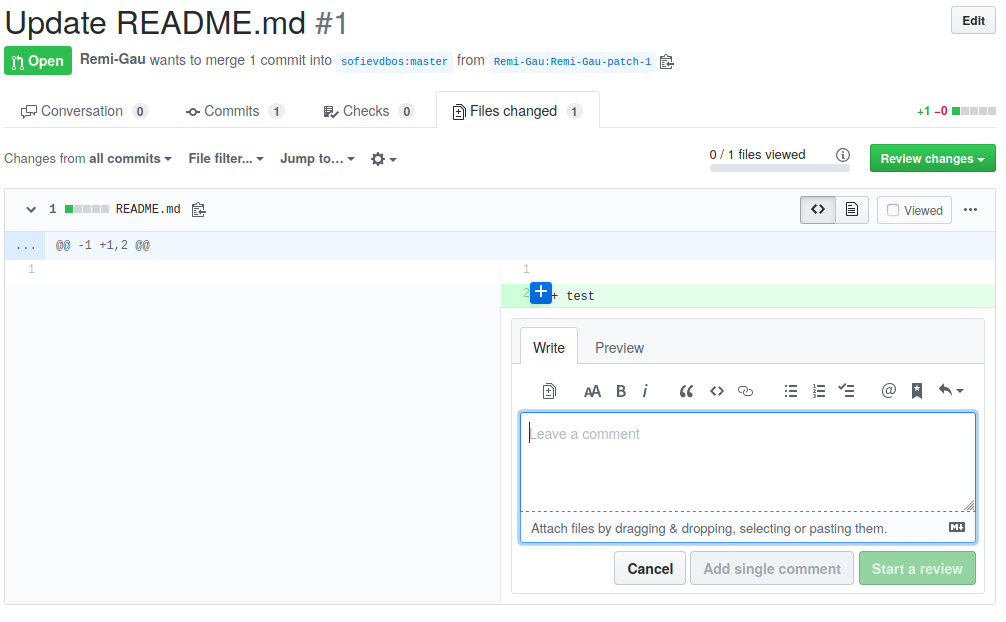 Update README.md #1
Edit
Open Remi-Gau wants to merge 1 commit into sofievdbos:master from Remi-Gau:Remi-Gau-patch-1
Conversation 0 Commits 1 Checks 0 Files changed 1 +1 −0
Changes from all commits File filter... Jump to... 0 / 1 files viewed Review changes
1 README.md <> Viewed ...
... @@ -1 +1,2 @@
1 1
2 + test
Write Preview
AA B i @
Leave a comment
Attach files by dragging & dropping, selecting or pasting them.
Cancel Add single comment Start a review